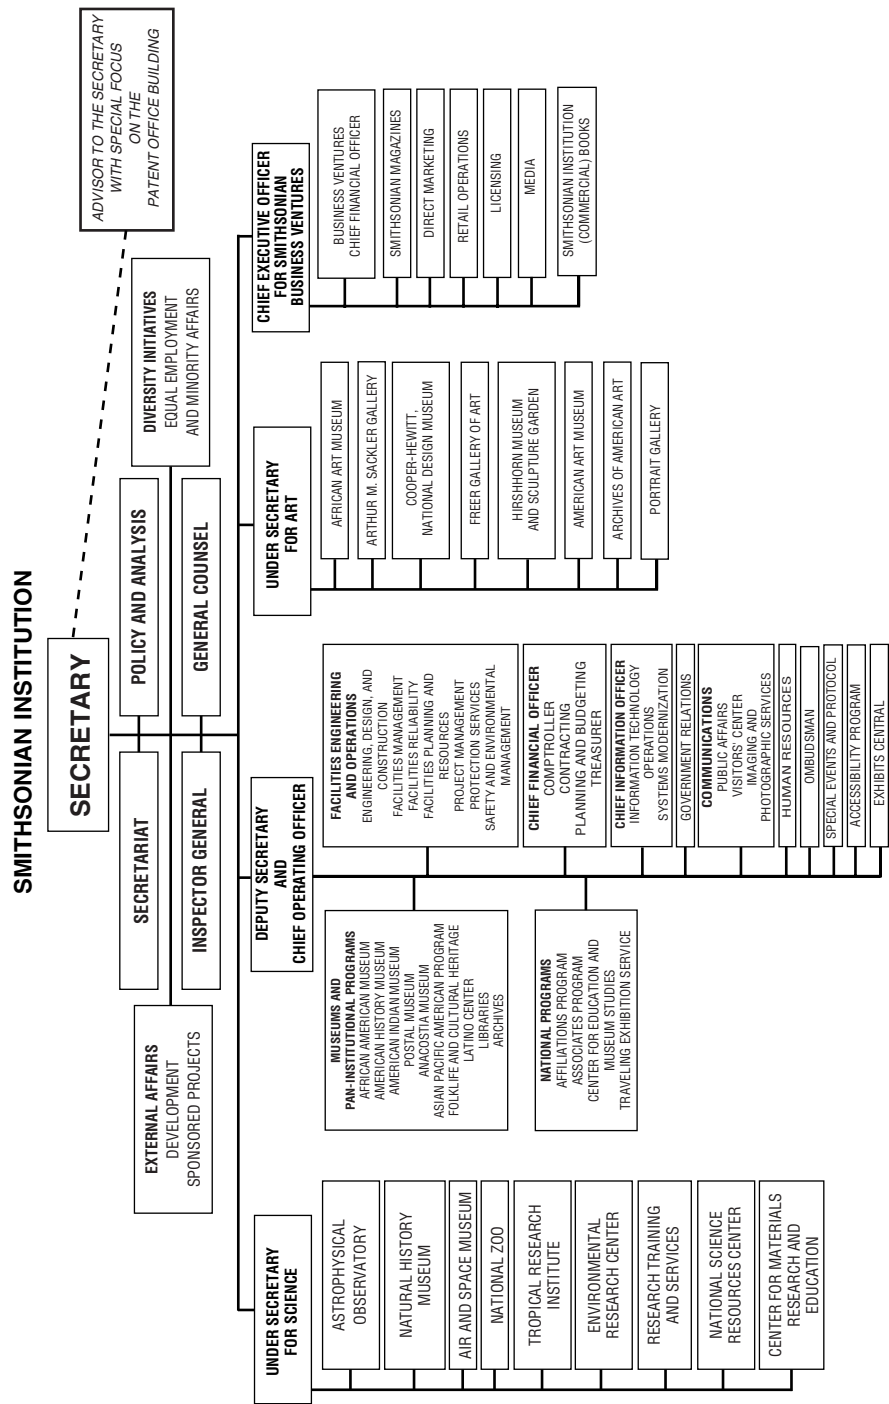 SMITHSONIAN INSTITUTION
SECRETARY
ADVISOR TO THE SECRETARY
WITH SPECIAL FOCUS
ON THE
PATENT OFFICE BUILDING
SECRETARIAT
POLICY AND ANALYSIS
INSPECTOR GENERAL
GENERAL COUNSEL
EXTERNAL AFFAIRS
DEVELOPMENT
SPONSORED PROJECTS
DIVERSITY INITIATIVES
EQUAL EMPLOYMENT
AND MINORITY AFFAIRS
UNDER SECRETARY
FOR SCIENCE
ASTROPHYSICAL
OBSERVATORY
NATURAL HISTORY
MUSEUM
AIR AND SPACE MUSEUM
NATIONAL ZOO
TROPICAL RESEARCH
INSTITUTE
ENVIRONMENTAL
RESEARCH CENTER
RESEARCH TRAINING
AND SERVICES
NATIONAL SCIENCE
RESOURCES CENTER
CENTER FOR MATERIALS
RESEARCH AND
EDUCATION
DEPUTY SECRETARY
AND
CHIEF OPERATING OFFICER
MUSEUMS AND
PAN-INSTITUTIONAL PROGRAMS
AFRICAN AMERICAN MUSEUM
AMERICAN HISTORY MUSEUM
AMERICAN INDIAN MUSEUM
POSTAL MUSEUM
ANACOSTIA MUSEUM
ASIAN PACIFIC AMERICAN PROGRAM
FOLKLIFE AND CULTURAL HERITAGE
LATINO CENTER
LIBRARIES
ARCHIVES
NATIONAL PROGRAMS
AFFILIATIONS PROGRAM
ASSOCIATES PROGRAM
CENTER FOR EDUCATION AND
MUSEUM STUDIES
TRAVELING EXHIBITION SERVICE
FACILITIES ENGINEERING
AND OPERATIONS
ENGINEERING, DESIGN, AND
CONSTRUCTION
FACILITIES MANAGEMENT
FACILITIES RELIABILITY
FACILITIES PLANNING AND
RESOURCES
PROJECT MANAGEMENT
PROTECTION SERVICES
SAFETY AND ENVIRONMENTAL
MANAGEMENT
CHIEF FINANCIAL OFFICER
COMPTROLLER
CONTRACTING
PLANNING AND BUDGETING
TREASURER
CHIEF INFORMATION OFFICER
INFORMATION TECHNOLOGY
OPERATIONS
SYSTEMS MODERNIZATION
GOVERNMENT RELATIONS
COMMUNICATIONS
PUBLIC AFFAIRS
VISITORS' CENTER
IMAGING AND
PHOTOGRAPHIC SERVICES
HUMAN RESOURCES
OMBUDSMAN
SPECIAL EVENTS AND PROTOCOL
ACCESSIBILITY PROGRAM
EXHIBITS CENTRAL
UNDER SECRETARY
FOR ART
AFRICAN ART MUSEUM
ARTHUR M. SACKLER GALLERY
COOPER-HEWITT,
NATIONAL DESIGN MUSEUM
FREER GALLERY OF ART
HIRSHHORN MUSEUM
AND SCULPTURE GARDEN
AMERICAN ART MUSEUM
ARCHIVES OF AMERICAN ART
PORTRAIT GALLERY
CHIEF EXECUTIVE OFFICER
FOR SMITHSONIAN
BUSINESS VENTURES
BUSINESS VENTURES
CHIEF FINANCIAL OFFICER
SMITHSONIAN MAGAZINES
DIRECT MARKETING
RETAIL OPERATIONS
LICENSING
MEDIA
SMITHSONIAN INSTITUTION
(COMMERCIAL) BOOKS